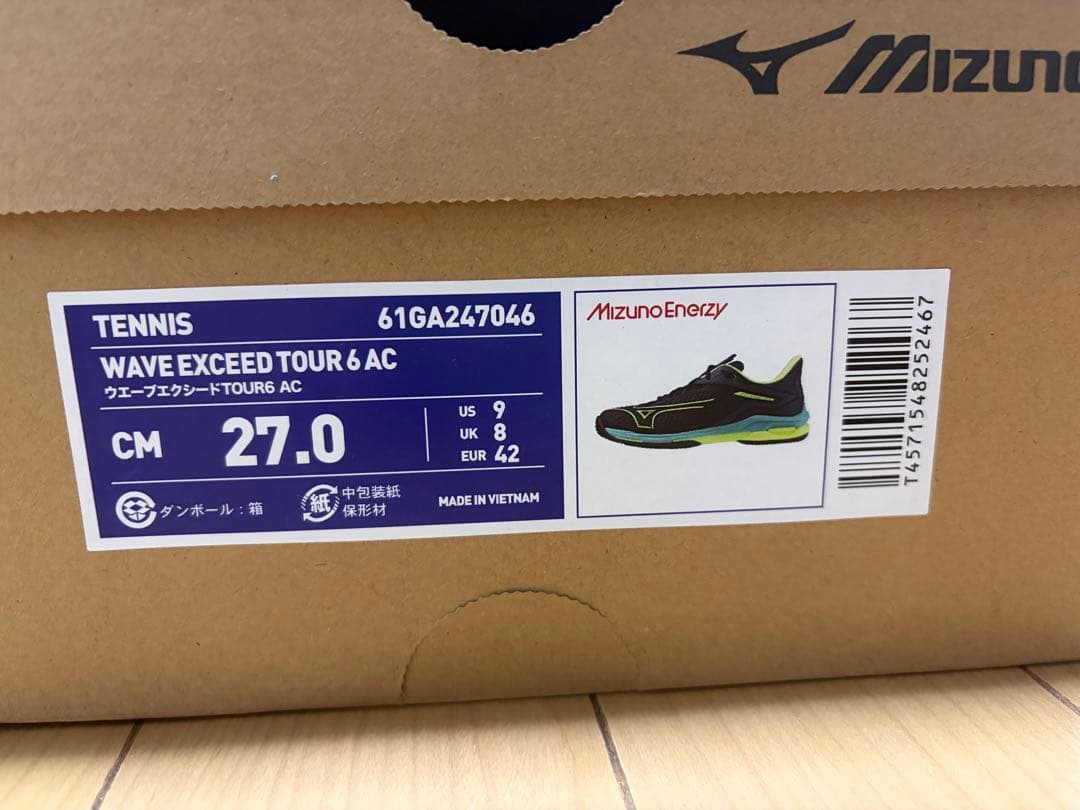 MIZUNO
TENNIS 61GA247046
WAVE EXCEED TOUR 6 AC
ウエーブエクシードTOUR6 AC
CM 27.0
US 9
UK 8
EUR 42
ダンボール：箱
紙 中包装紙
保形材
MADE IN VIETNAM
MIZUNO ENERZY
T4571548252467